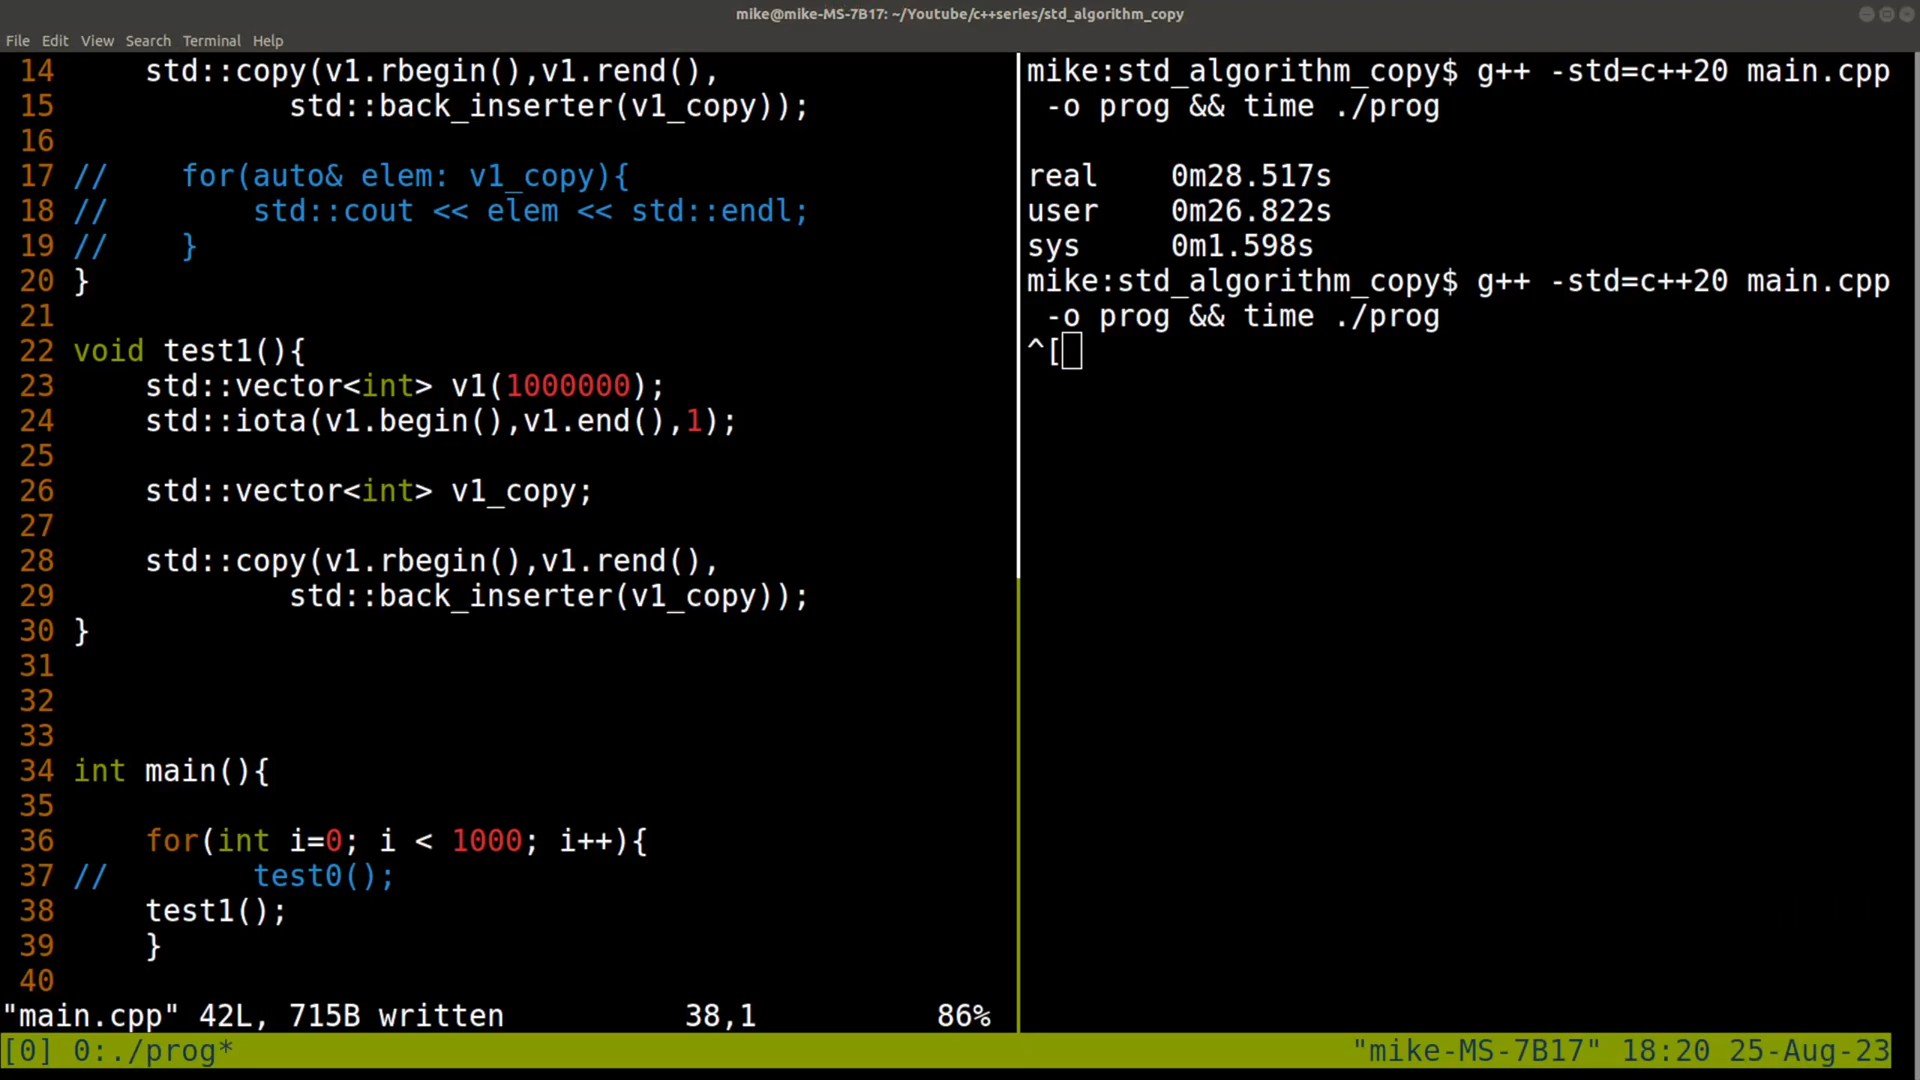 mike@mike-MS-7B17: ~/Youtube/c++series/std_algorithm_copy
File Edit View Search Terminal Help
14     std::copy(v1.rbegin(),v1.rend(),
15             std::back_inserter(v1_copy));
16
17 //    for(auto& elem: v1_copy){
18 //        std::cout << elem << std::endl;
19 //    }
20 }
21
22 void test1(){
23     std::vector<int> v1(1000000);
24     std::iota(v1.begin(),v1.end(),1);
25
26     std::vector<int> v1_copy;
27
28     std::copy(v1.rbegin(),v1.rend(),
29             std::back_inserter(v1_copy));
30 }
31
32
33
34 int main(){
35
36     for(int i=0; i < 1000; i++){
37 //        test0();
38     test1();
39     }
40
"main.cpp" 42L, 715B written          38,1          86%
mike:std_algorithm_copy$ g++ -std=c++20 main.cpp
 -o prog && time ./prog
real    0m28.517s
user    0m26.822s
sys     0m1.598s
mike:std_algorithm_copy$ g++ -std=c++20 main.cpp
 -o prog && time ./prog
^[
[0] 0:./prog*          "mike-MS-7B17" 18:20 25-Aug-23